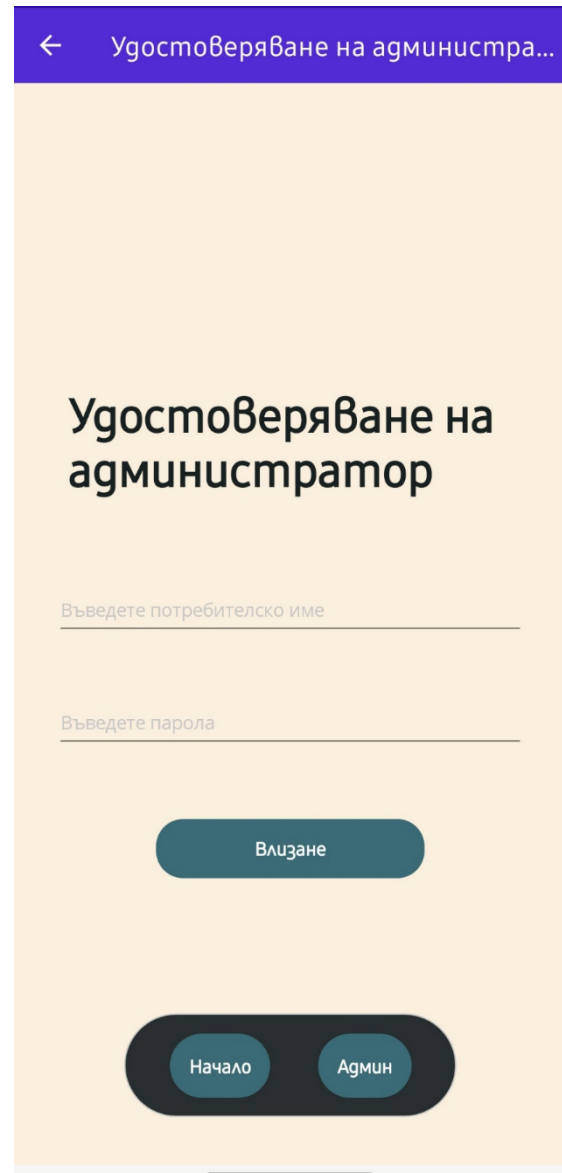 Удостоверяване на администра...
Удостоверяване на
администратор
Въведете потребителско име
Въведете парола
Влизане
Начало
Админ